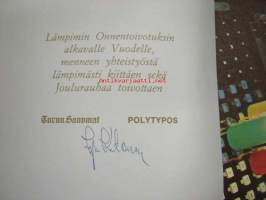 Lämpimin Onnentoivotuksin
alkavalle Vuodelle,
menneen yhteistyöstä
lämpimästi kiittäen sekä
Joulurauhaa toivottaen
Turun Sanomat POLYTYPOS